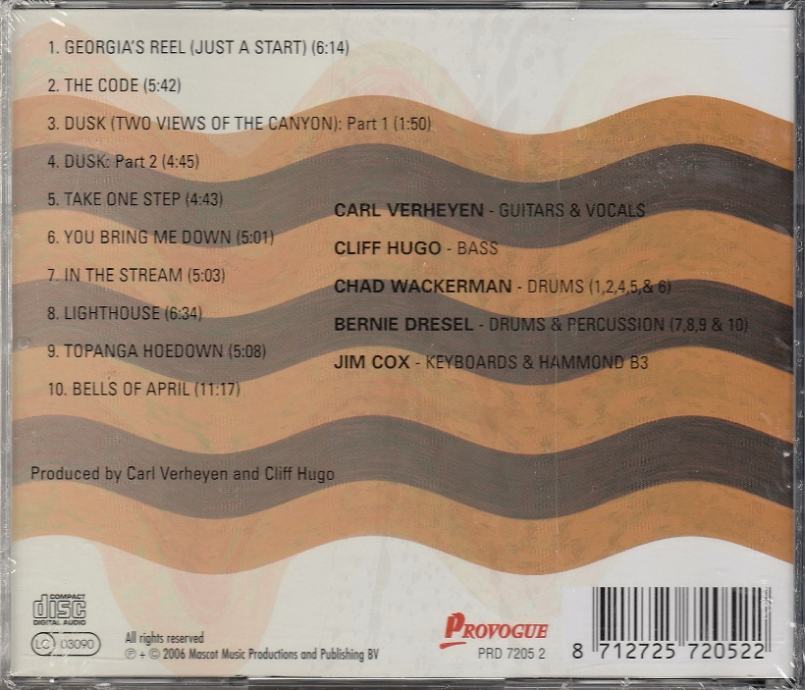 1. GEORGIA'S REEL (JUST A START) (6:14)
2. THE CODE (5:42)
3. DUSK (TWO VIEWS OF THE CANYON): Part 1 (1:50)
4. DUSK: Part 2 (4:45)
5. TAKE ONE STEP (4:43)
6. YOU BRING ME DOWN (5:01)
7. IN THE STREAM (5:03)
8. LIGHTHOUSE (6:34)
9. TOPANGA HOEDOWN (5:08)
10. BELLS OF APRIL (11:17)
CARL VERHEYEN - GUITARS & VOCALS
CLIFF HUGO - BASS
CHAD WACKERMAN - DRUMS (1,2,4,5,& 6)
BERNIE DRESEL - DRUMS & PERCUSSION (7,8,9 & 10)
JIM COX - KEYBOARDS & HAMMOND B3
Produced by Carl Verheyen and Cliff Hugo
COMPACT
disc
DIGITAL AUDIO
LC 03090
All rights reserved
℗ + © 2006 Mascot Music Productions and Publishing BV
PROVOGUE
PRD 7205 2
8 712725 720522